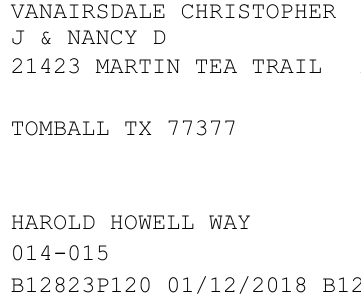 VANAIRSDALE CHRISTOPHER
J & NANCY D
21423 MARTIN TEA TRAIL
TOMBALL TX 77377
HAROLD HOWELL WAY
014-015
B12823P120 01/12/2018 B12